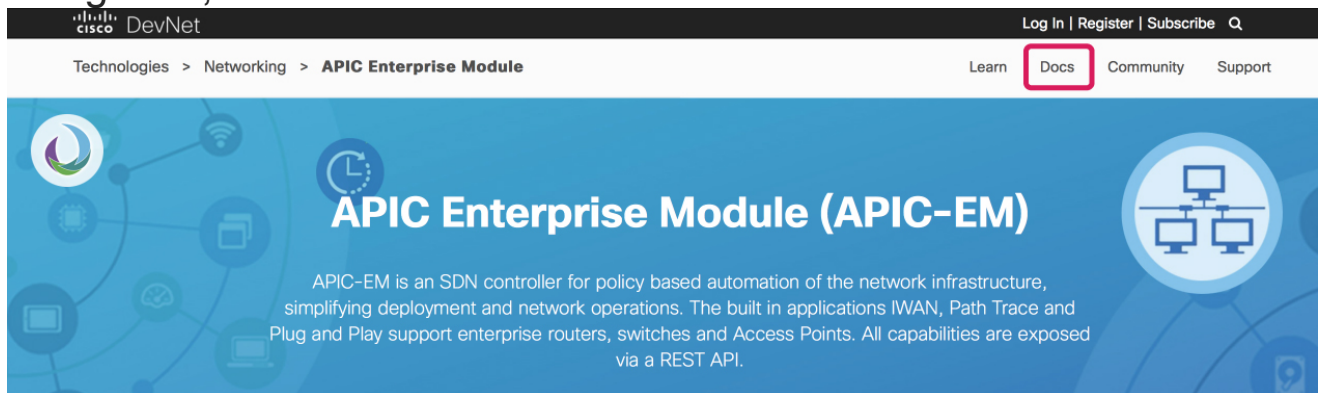 cisco DevNet
Log In | Register | Subscribe
Technologies > Networking > APIC Enterprise Module
Learn Docs Community Support
APIC Enterprise Module (APIC-EM)
APIC-EM is an SDN controller for policy based automation of the network infrastructure,
simplifying deployment and network operations. The built in applications IWAN, Path Trace and
Plug and Play support enterprise routers, switches and Access Points. All capabilities are exposed
via a REST API.